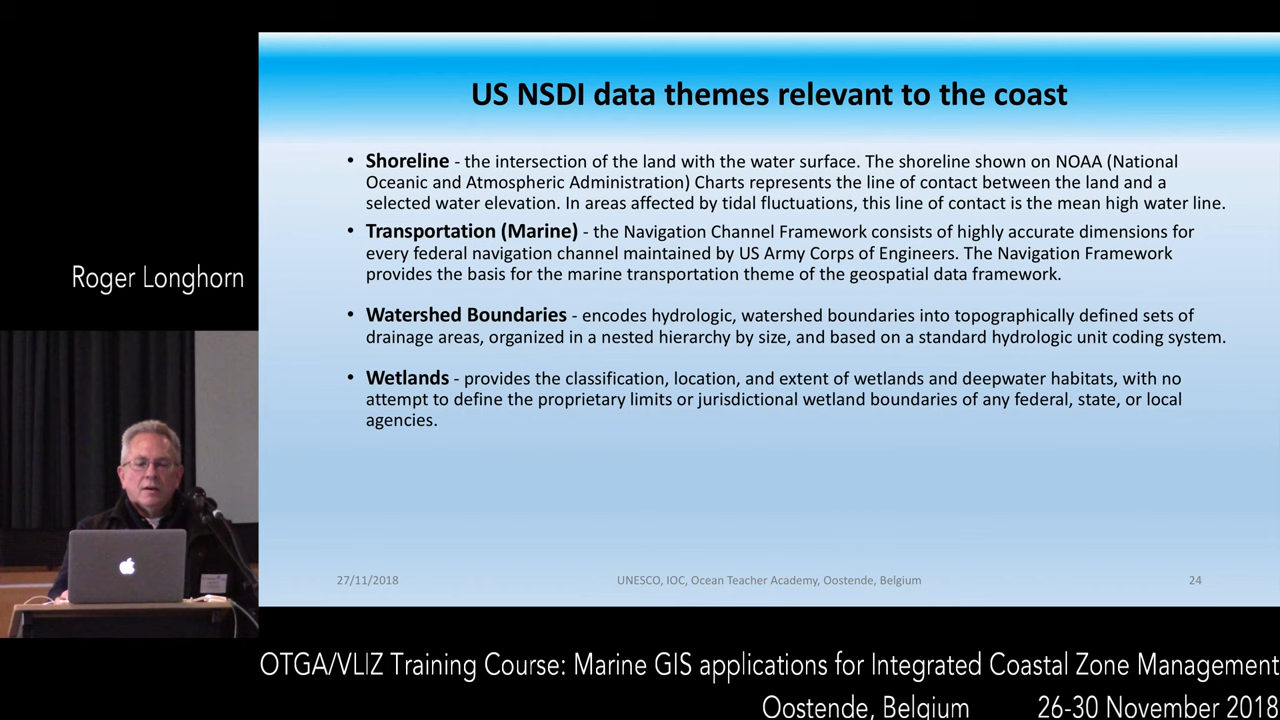 US NSDI data themes relevant to the coast
• Shoreline - the intersection of the land with the water surface. The shoreline shown on NOAA (National
Oceanic and Atmospheric Administration) Charts represents the line of contact between the land and a
selected water elevation. In areas affected by tidal fluctuations, this line of contact is the mean high water line.
• Transportation (Marine) - the Navigation Channel Framework consists of highly accurate dimensions for
every federal navigation channel maintained by US Army Corps of Engineers. The Navigation Framework
provides the basis for the marine transportation theme of the geospatial data framework.
• Watershed Boundaries - encodes hydrologic, watershed boundaries into topographically defined sets of
drainage areas, organized in a nested hierarchy by size, and based on a standard hydrologic unit coding system.
• Wetlands - provides the classification, location, and extent of wetlands and deepwater habitats, with no
attempt to define the proprietary limits or jurisdictional wetland boundaries of any federal, state, or local
agencies.
27/11/2018 UNESCO, IOC, Ocean Teacher Academy, Oostende, Belgium 24
Roger Longhorn
OTGA/VLIZ Training Course: Marine GIS applications for Integrated Coastal Zone Management
Oostende, Belgium 26-30 November 2018